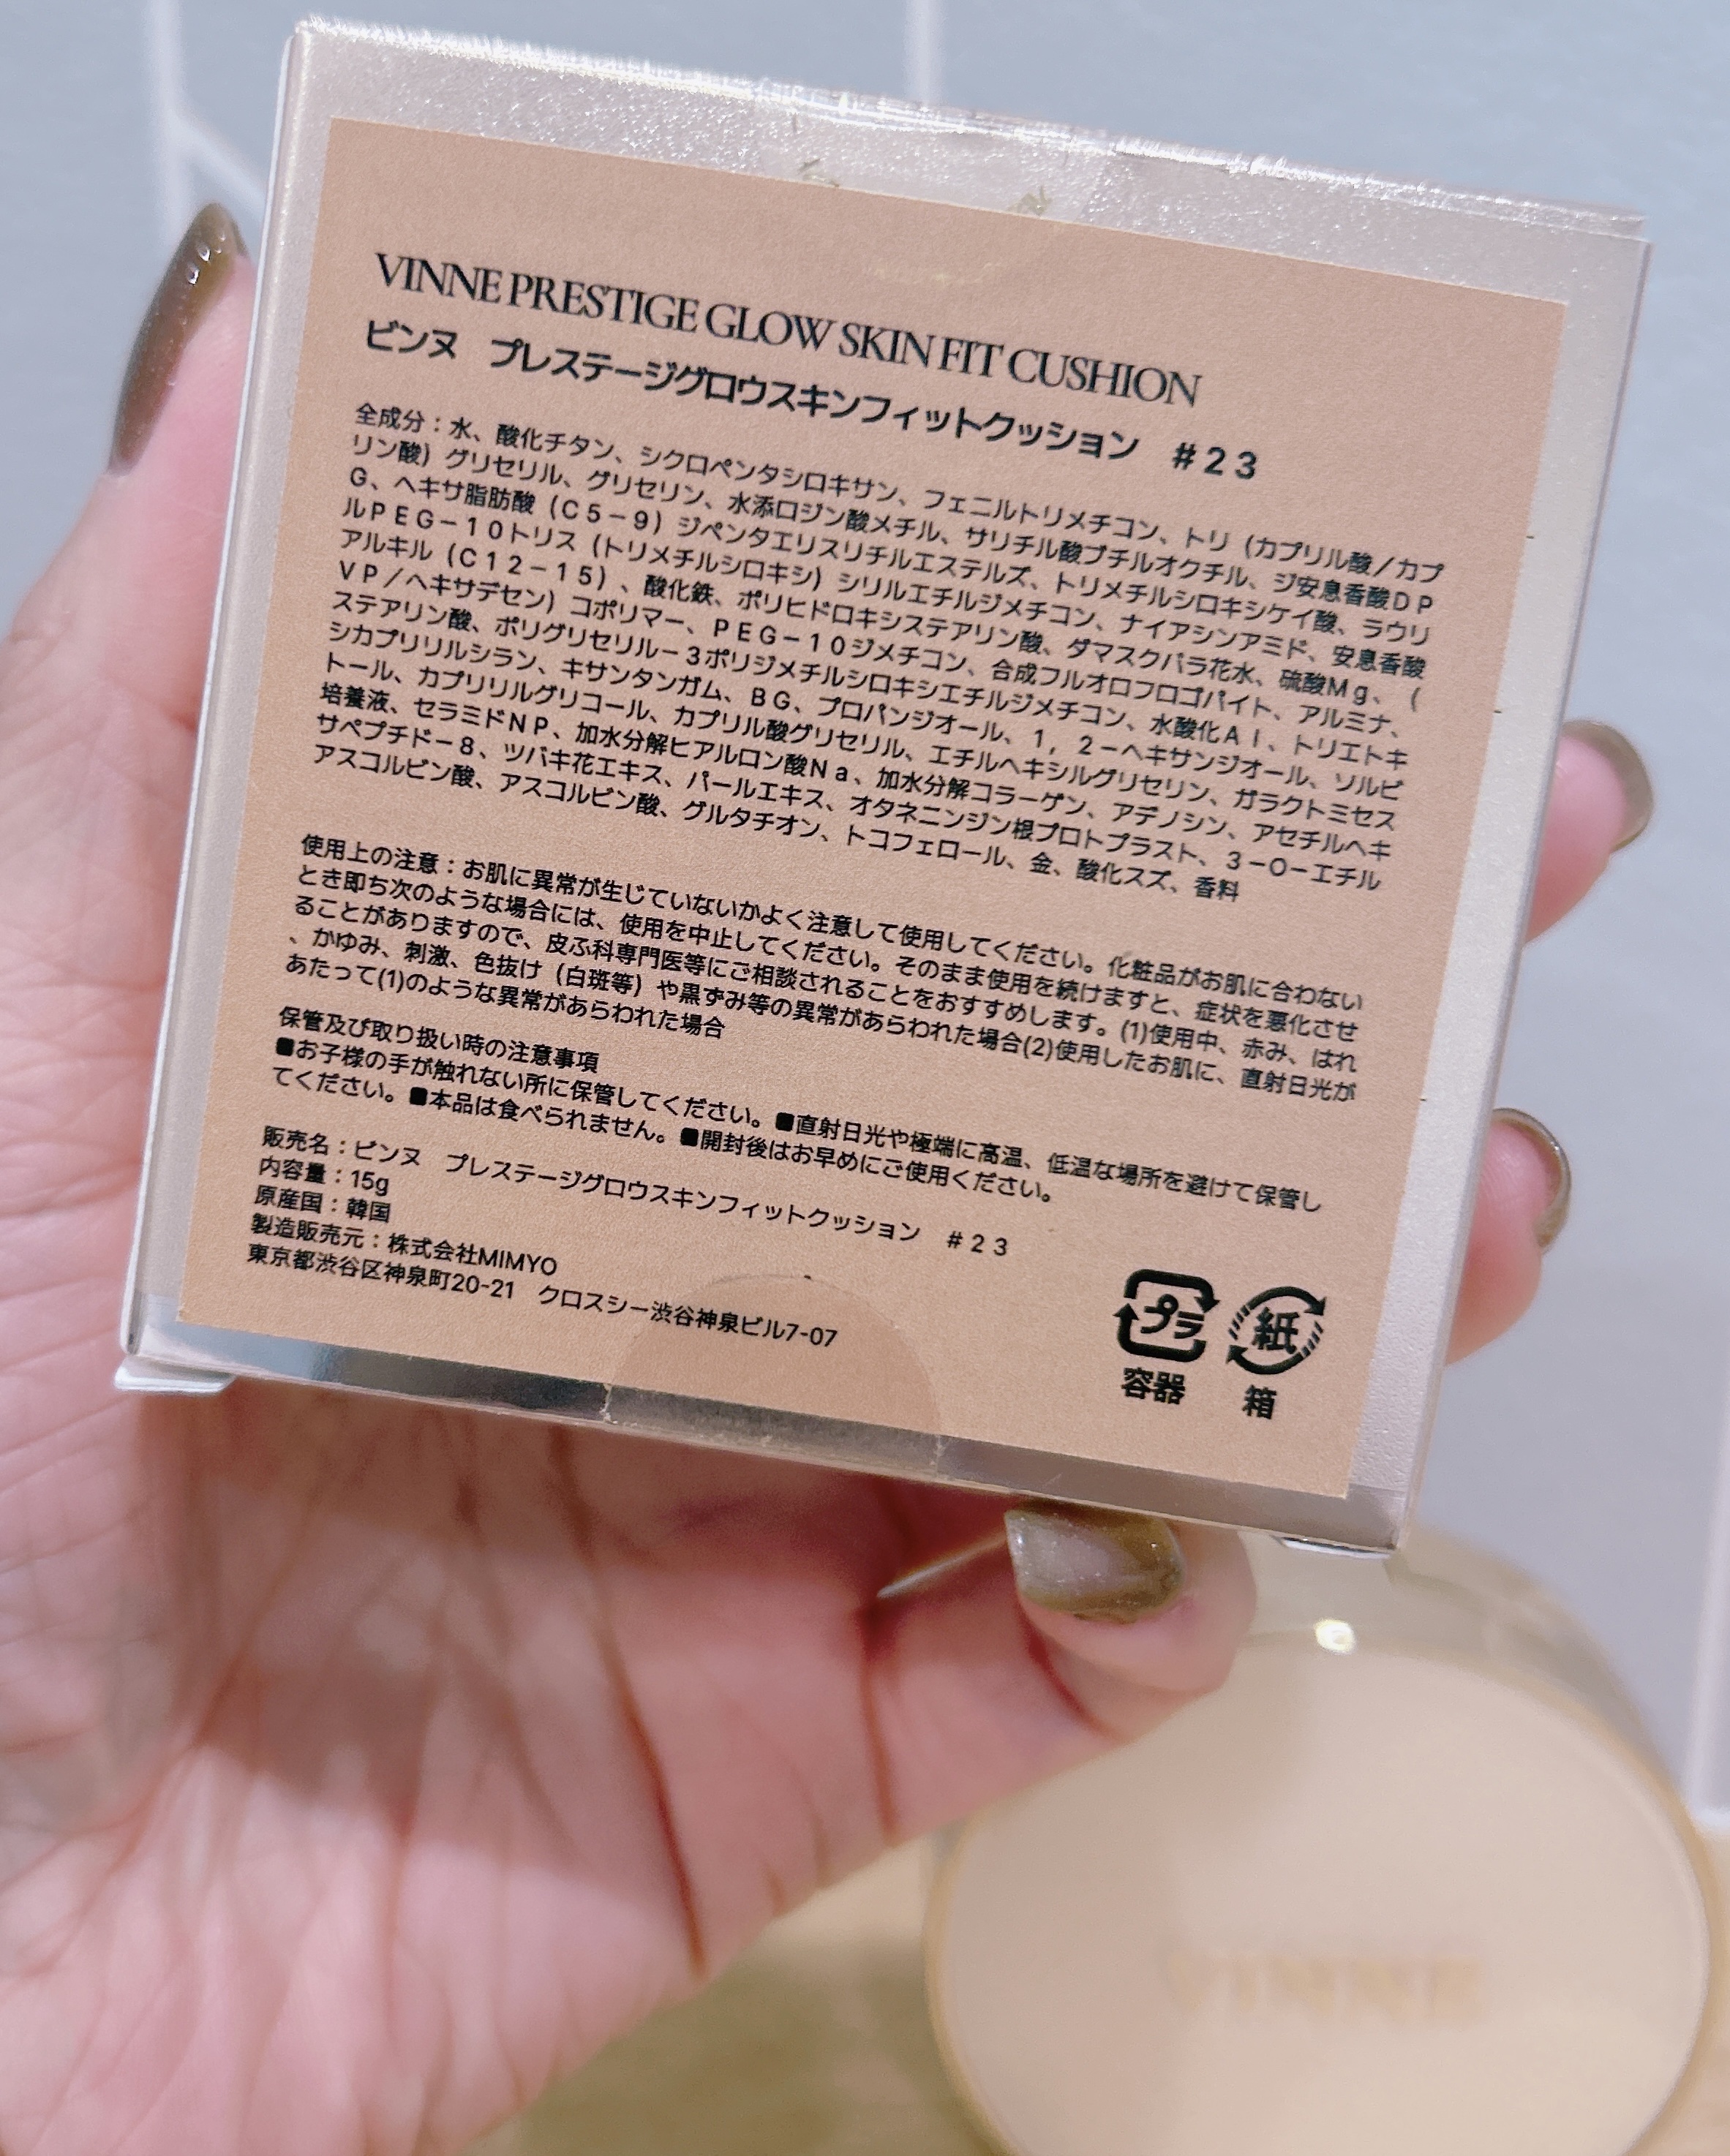 VINNE PRESTIGE GLOW SKIN FIT CUSHION
ビンヌ　プレステージグロウスキンフィットクッション　#23
全成分：水、酸化チタン、シクロペンタシロキサン、フェニルトリメチコン、トリ（カプリル酸／カプ
リン酸）グリセリル、グリセリン、水添ロジン酸メチル、サリチル酸ブチルオクチル、ジ安息香酸DP
G、ヘキサ脂肪酸（C5－9）ジペンタエリスリチルエステルズ、トリメチルシロキシケイ酸、ラウリ
ルPEG－10トリス（トリメチルシロキシ）シリルエチルジメチコン、ナイアシンアミド、安息香酸
アルキル（C12－15）、酸化鉄、ポリヒドロキシステアリン酸、ダマスクバラ花水、硫酸Mg、（
VP／ヘキサデセン）コポリマー、PEG－10ジメチコン、合成フルオロフロゴパイト、アルミナ、
ステアリン酸、ポリグリセリル－3ポリジメチルシロキシエチルジメチコン、水酸化Al、トリエトキ
シカプリリルシラン、キサンタンガム、BG、プロパンジオール、1，2－ヘキサンジオール、ソルビ
トール、カプリリルグリコール、カプリル酸グリセリル、エチルヘキシルグリセリン、ガラクトミセス
培養液、セラミドNP、加水分解ヒアルロン酸Na、加水分解コラーゲン、アデノシン、アセチルヘキ
サペプチド－8、ツバキ花エキス、パールエキス、オタネニンジン根プロトプラスト、3－O－エチル
アスコルビン酸、アスコルビン酸、グルタチオン、トコフェロール、金、酸化スズ、香料
使用上の注意：お肌に異常が生じていないかよく注意して使用してください。化粧品がお肌に合わない
とき即ち次のような場合には、使用を中止してください。そのまま使用を続けますと、症状を悪化させ
ることがありますので、皮ふ科専門医等にご相談されることをおすすめします。(1)使用中、赤み、はれ
、かゆみ、刺激、色抜け（白斑等）や黒ずみ等の異常があらわれた場合(2)使用したお肌に、直射日光が
あたって(1)のような異常があらわれた場合
保管及び取り扱い時の注意事項
■お子様の手が触れない所に保管してください。■直射日光や極端に高温、低温な場所を避けて保管し
てください。■本品は食べられません。■開封後はお早めにご使用ください。
販売名：ビンヌ　プレステージグロウスキンフィットクッション　#23
内容量：15g
原産国：韓国
製造販売元：株式会社MIMYO
東京都渋谷区神泉町20-21　クロスシー渋谷神泉ビル7-07
プラ 紙
容器 箱
VINNE